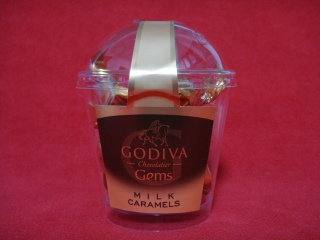 GODIVA
Chocolatier
Gems
MILK
CARAMELS